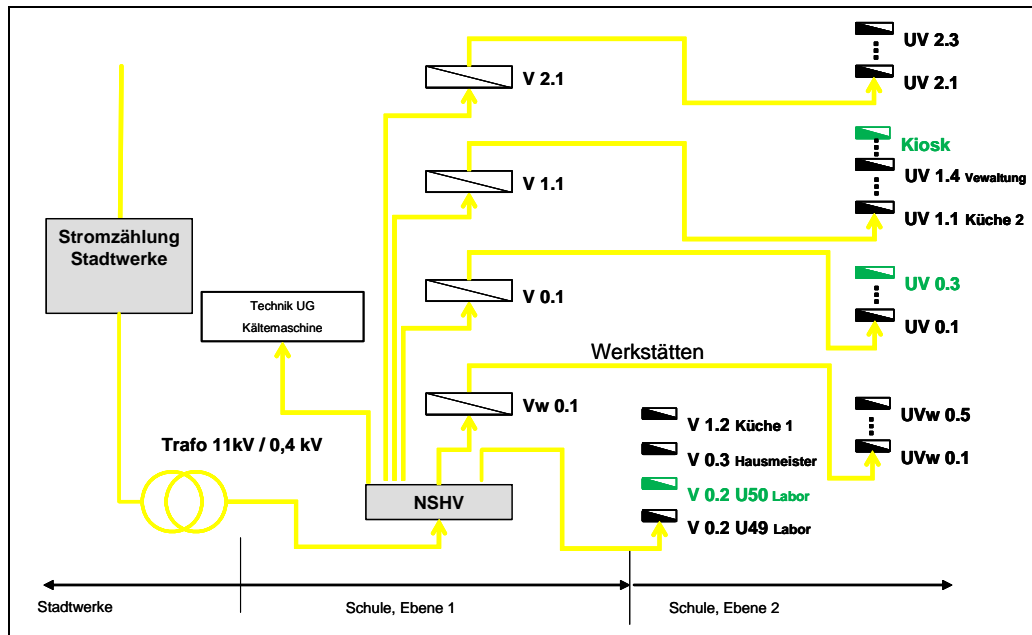 UV 2.3
V 2.1
UV 2.1
Kiosk
V 1.1
UV 1.4 Vewaltung
UV 1.1 Küche 2
Stromzählung
Stadtwerke
UV 0.3
V 0.1
Technik UG
Kältemaschine
UV 0.1
Werkstätten
Vw 0.1
UVw 0.5
V 1.2 Küche 1
Trafo 11kV / 0,4 kV
UVw 0.1
V 0.3 Hausmeister
NSHV
V 0.2 U50 Labor
V 0.2 U49 Labor
Stadtwerke
Schule, Ebene 1
Schule, Ebene 2